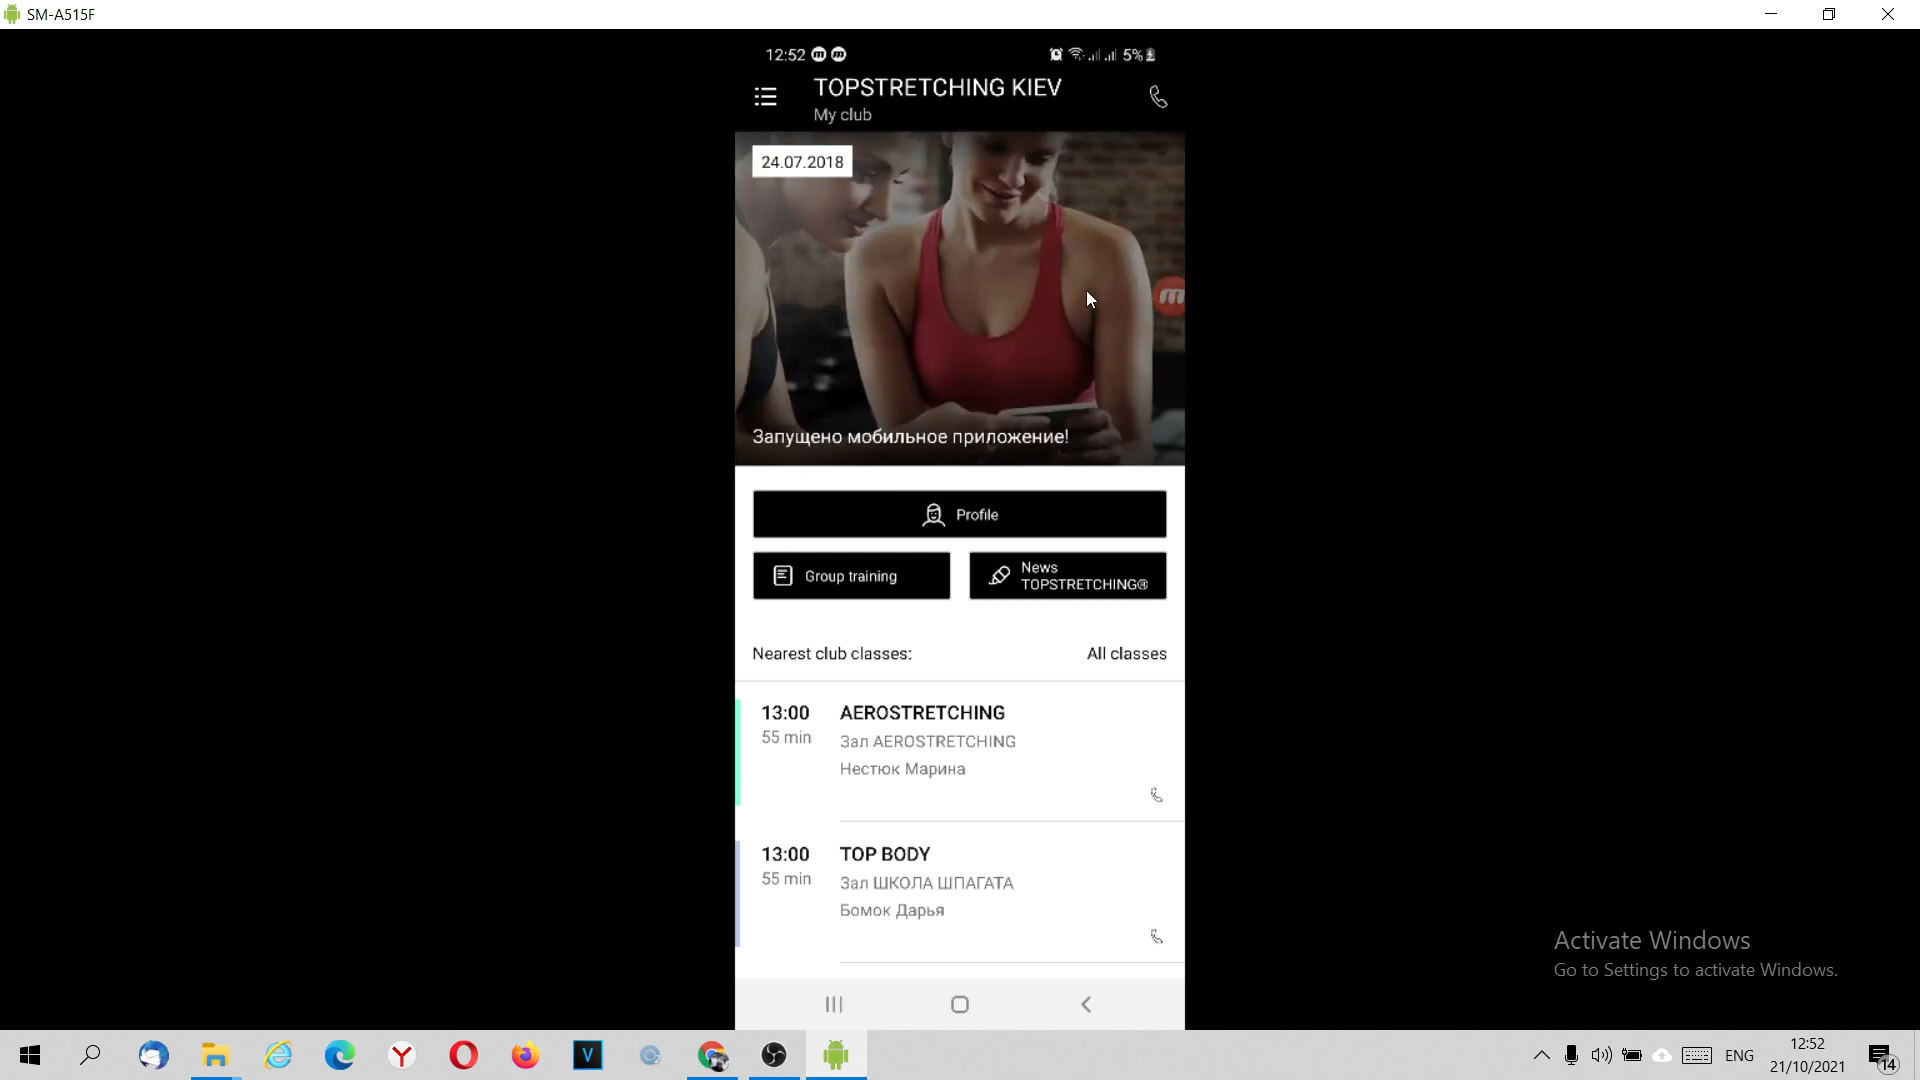 SM-A515F
12:52
5%
TOPSTRETCHING KIEV
My club
24.07.2018
Запущено мобильное приложение!
Profile
Group training
News
TOPSTRETCHING®
Nearest club classes:
All classes
13:00
AEROSTRETCHING
55 min
Зал AEROSTRETCHING
Нестюк Марина
13:00
TOP BODY
55 min
Зал ШКОЛА ШПАГАТА
Бомок Дарья
Activate Windows
Go to Settings to activate Windows.
ENG
12:52
21/10/2021
14